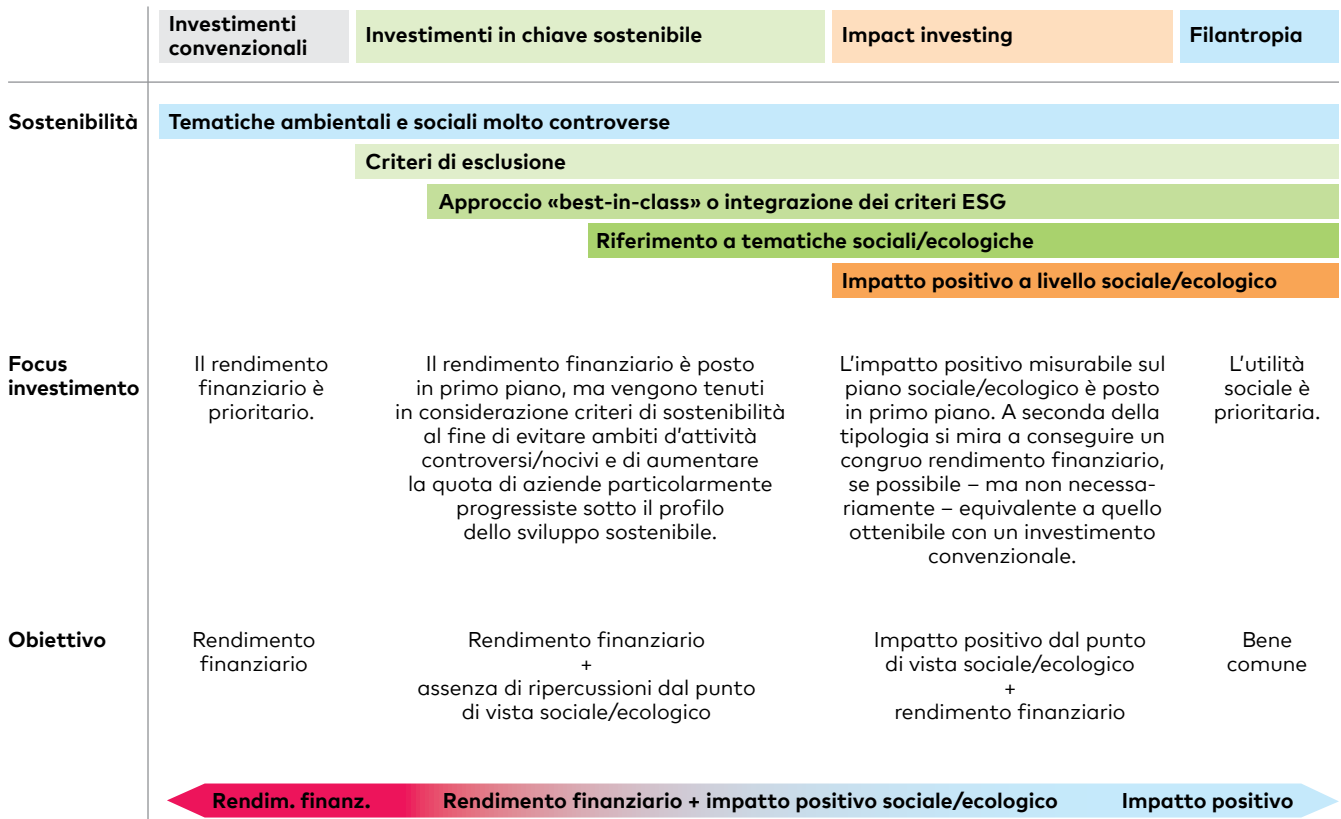 Investimenti
convenzionali
Investimenti in chiave sostenibile
Impact investing
Filantropia
Sostenibilità
Tematiche ambientali e sociali molto controverse
Criteri di esclusione
Approccio «best-in-class» o integrazione dei criteri ESG
Riferimento a tematiche sociali/ecologiche
Impatto positivo a livello sociale/ecologico
Focus
investimento
Il rendimento
finanziario è
prioritario.
Il rendimento finanziario è posto
in primo piano, ma vengono tenuti
in considerazione criteri di sostenibilità
al fine di evitare ambiti d'attività
controversi/nocivi e di aumentare
la quota di aziende particolarmente
progressiste sotto il profilo
dello sviluppo sostenibile.
L'impatto positivo misurabile sul
piano sociale/ecologico è posto
in primo piano. A seconda della
tipologia si mira a conseguire un
congruo rendimento finanziario,
se possibile – ma non necessa-
riamente – equivalente a quello
ottenibile con un investimento
convenzionale.
L'utilità
sociale è
prioritaria.
Obiettivo
Rendimento
finanziario
Rendimento finanziario
+
assenza di ripercussioni dal punto
di vista sociale/ecologico
Impatto positivo dal punto
di vista sociale/ecologico
+
rendimento finanziario
Bene
comune
Rendim. finanz.
Rendimento finanziario + impatto positivo sociale/ecologico
Impatto positivo